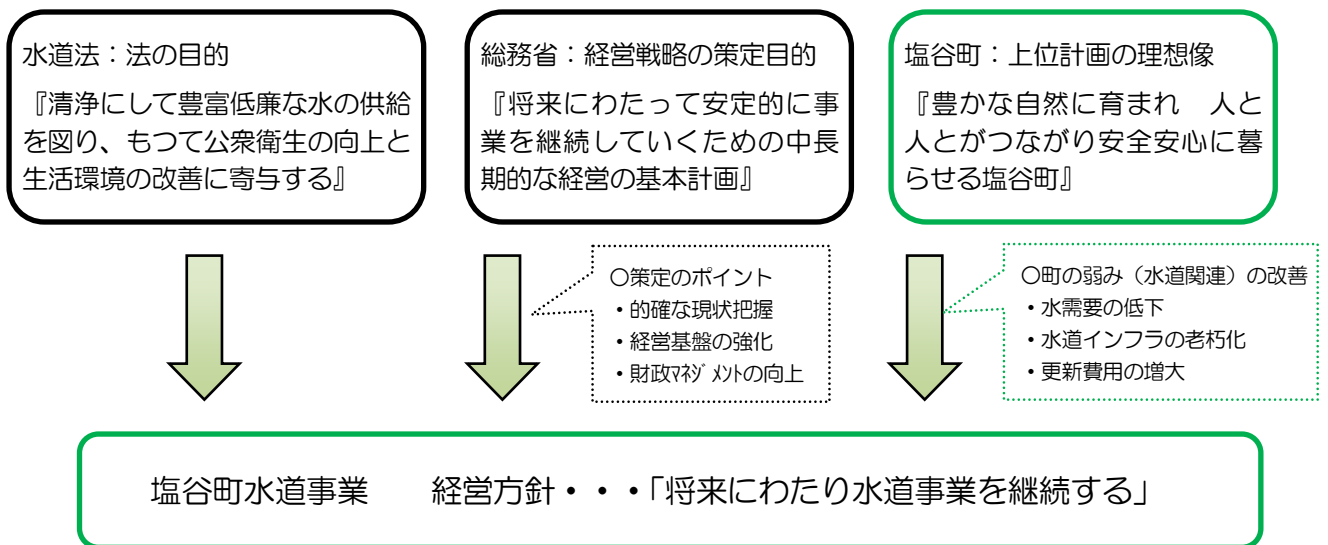 水道法：法の目的
『清浄にして豊富低廉な水の供給
を図り、もつて公衆衛生の向上と
生活環境の改善に寄与する』
総務省：経営戦略の策定目的
『将来にわたって安定的に事
業を継続していくための中長
期的な経営の基本計画』
塩谷町：上位計画の理想像
『豊かな自然に育まれ　人と
人とがつながり安全安心に暮
らせる塩谷町』
〇策定のポイント
・的確な現状把握
・経営基盤の強化
・財政ﾏﾈｼﾞﾒﾝﾄの向上
〇町の弱み（水道関連）の改善
・水需要の低下
・水道インフラの老朽化
・更新費用の増大
塩谷町水道事業　　経営方針・・・「将来にわたり水道事業を継続する」